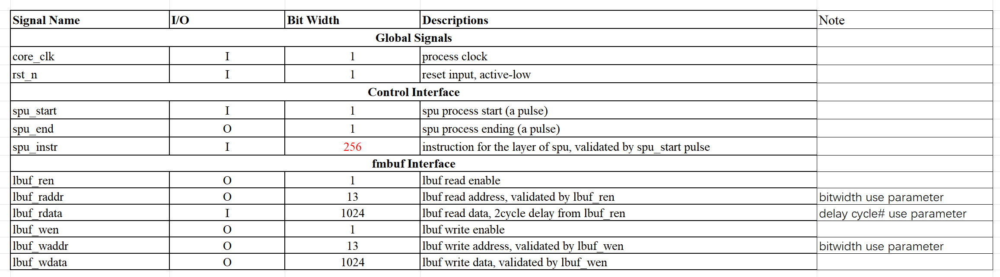 Signal Name I/O Bit Width Descriptions Note
Global Signals
core_clk I 1 process clock
rst_n I 1 reset input, active-low
Control Interface
spu_start I 1 spu process start (a pulse)
spu_end O 1 spu process ending (a pulse)
spu_instr I 256 instruction for the layer of spu, validated by spu_start pulse
fmbuf Interface
lbuf_ren O 1 lbuf read enable
lbuf_raddr O 13 lbuf read address, validated by lbuf_ren bitwidth use parameter
lbuf_rdata I 1024 lbuf read data, 2cycle delay from lbuf_ren delay cycle# use parameter
lbuf_wen O 1 lbuf write enable
lbuf_waddr O 13 lbuf write address, validated by lbuf_wen bitwidth use parameter
lbuf_wdata O 1024 lbuf write data, validated by lbuf_wen